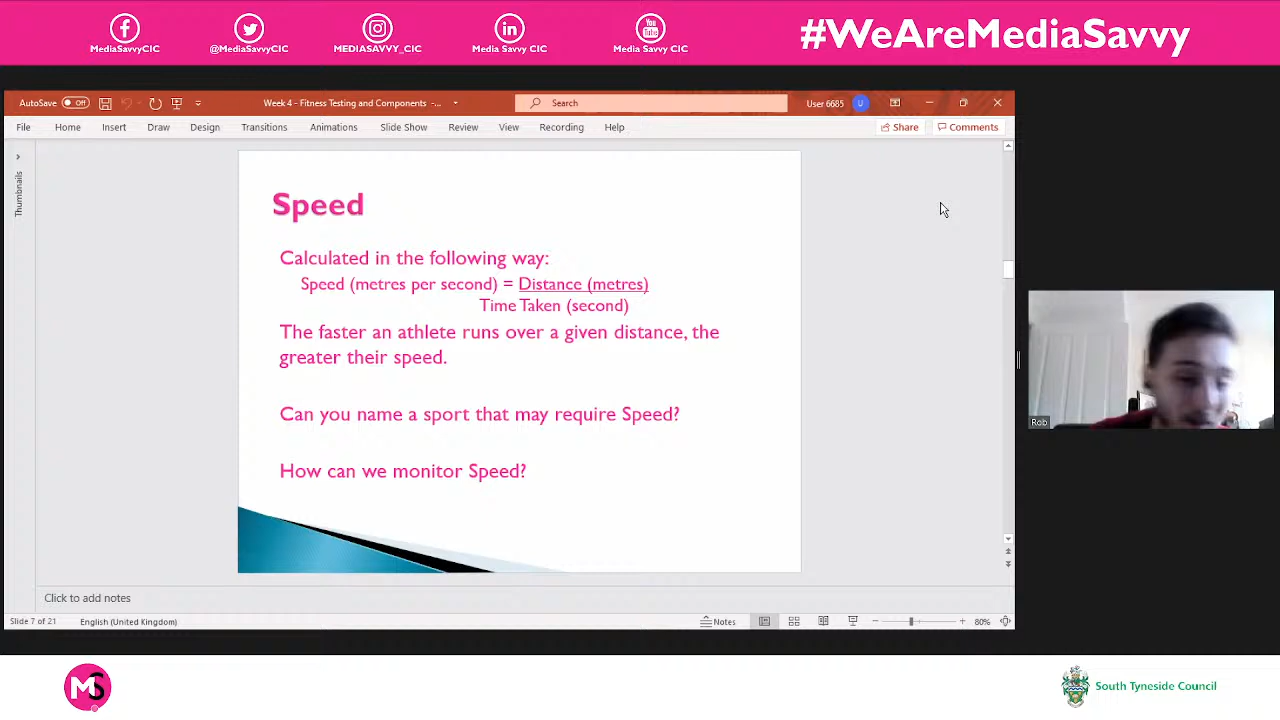 MediaSavvyCIC
@MediaSavvyCIC
MEDIASAVVY_CIC
Media Savvy CIC
You Tube
Media Savvy CIC
#WeAreMediaSavvy
AutoSave Off
Week 4 - Fitness Testing and Components -...
Search
User 6685
U
File Home Insert Draw Design Transitions Animations Slide Show Review View Recording Help
Share
Comments
Thumbnails
Speed
Calculated in the following way:
Speed (metres per second) = Distance (metres)
Time Taken (second)
The faster an athlete runs over a given distance, the
greater their speed.
Can you name a sport that may require Speed?
How can we monitor Speed?
Rob
Click to add notes
Slide 7 of 21
English (United Kingdom)
Notes
80%
MS
South Tyneside Council